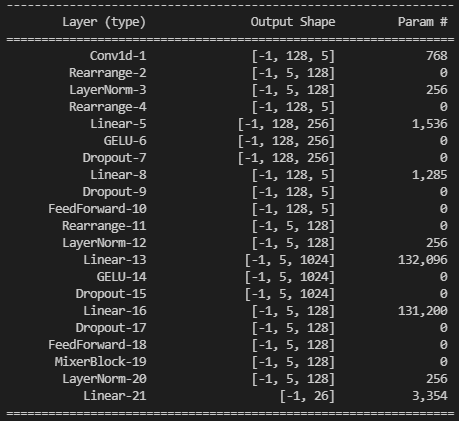 ----------------------------------------------------------------
Layer (type) Output Shape Param #
================================================================
Conv1d-1 [-1, 128, 5] 768
Rearrange-2 [-1, 5, 128] 0
LayerNorm-3 [-1, 5, 128] 256
Rearrange-4 [-1, 128, 5] 0
Linear-5 [-1, 128, 256] 1,536
GELU-6 [-1, 128, 256] 0
Dropout-7 [-1, 128, 256] 0
Linear-8 [-1, 128, 5] 1,285
Dropout-9 [-1, 128, 5] 0
FeedForward-10 [-1, 128, 5] 0
Rearrange-11 [-1, 5, 128] 0
LayerNorm-12 [-1, 5, 128] 256
Linear-13 [-1, 5, 1024] 132,096
GELU-14 [-1, 5, 1024] 0
Dropout-15 [-1, 5, 1024] 0
Linear-16 [-1, 5, 128] 131,200
Dropout-17 [-1, 5, 128] 0
FeedForward-18 [-1, 5, 128] 0
MixerBlock-19 [-1, 5, 128] 0
LayerNorm-20 [-1, 5, 128] 256
Linear-21 [-1, 26] 3,354
================================================================